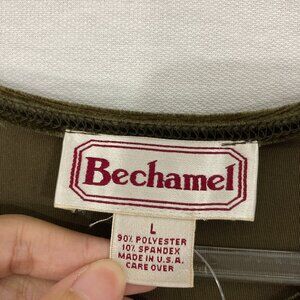 Bechamel
L
90% POLYESTER
10% SPANDEX
MADE IN U.S.A.
CARE OVER